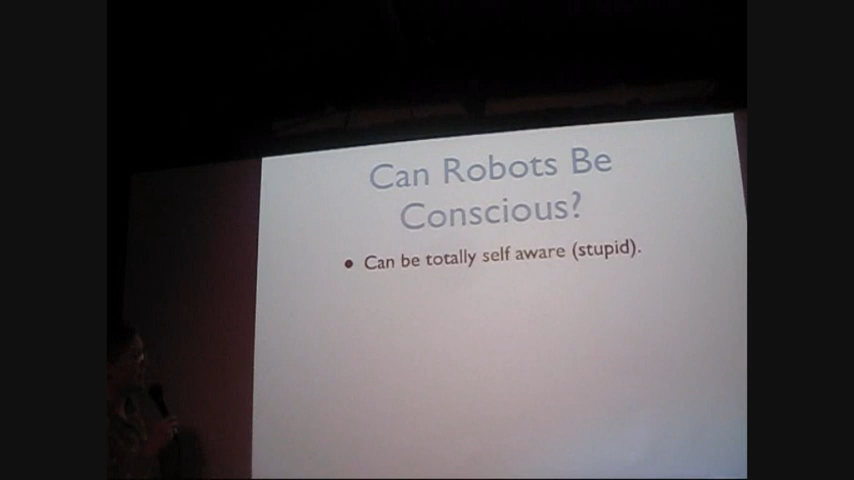 Can Robots Be
Conscious?
• Can be totally self aware (stupid).